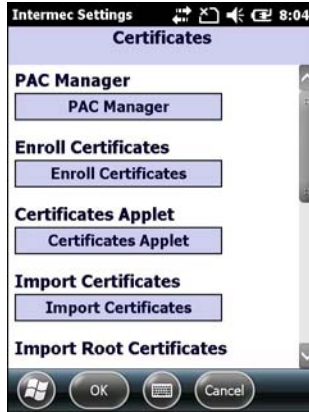 Intermec Settings 8:04
Certificates
PAC Manager
PAC Manager
Enroll Certificates
Enroll Certificates
Certificates Applet
Certificates Applet
Import Certificates
Import Certificates
Import Root Certificates
OK Cancel